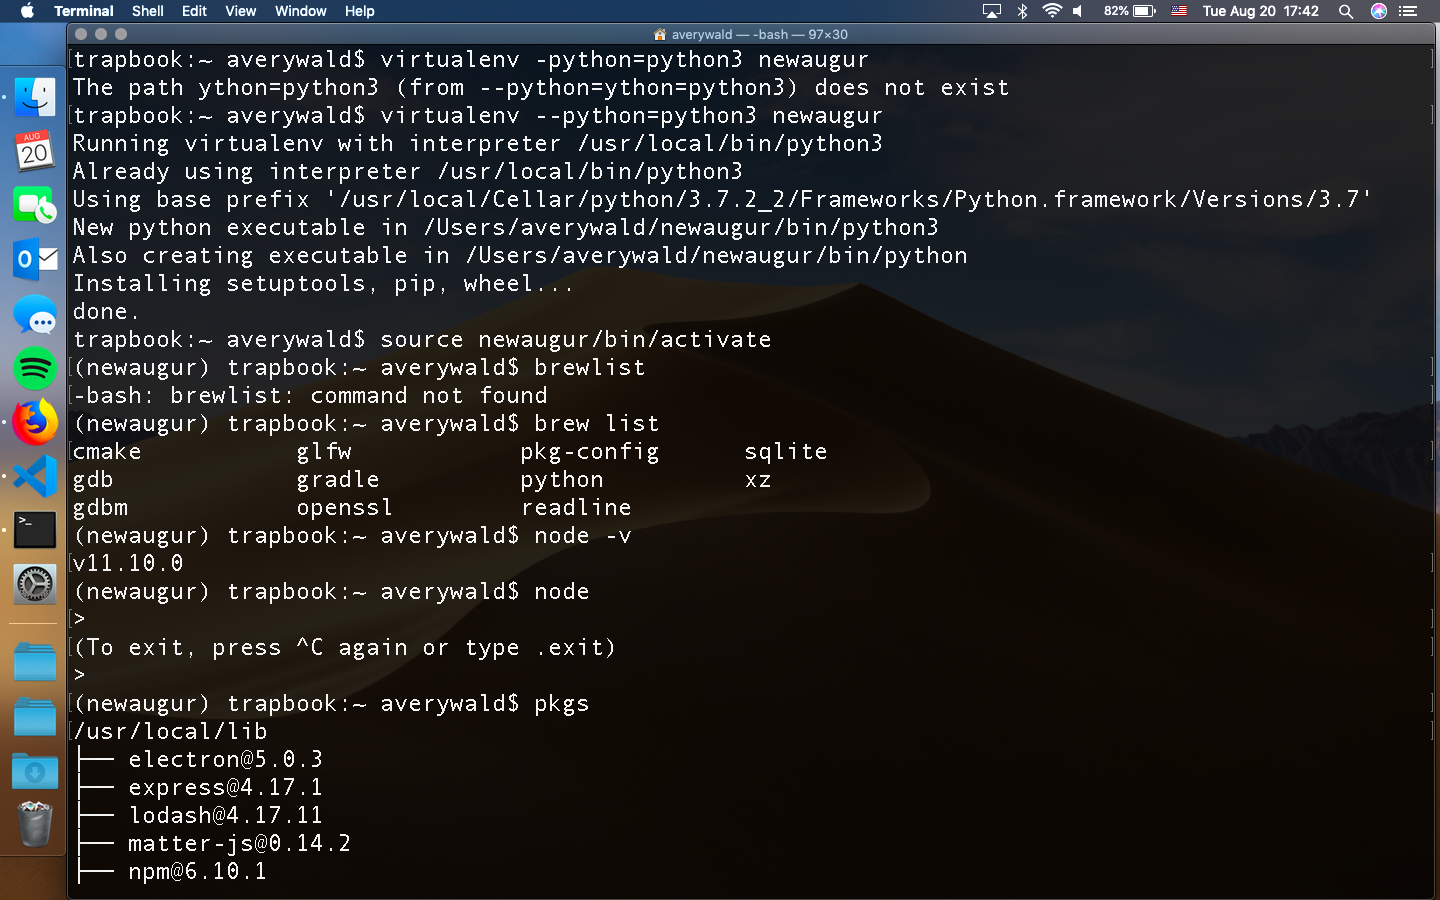 Terminal Shell Edit View Window Help 82% Tue Aug 20 17:42
averywald — -bash — 97×30
AUG
20
trapbook:~ averywald$ virtualenv -python=python3 newaugur
The path ython=python3 (from --python=ython=python3) does not exist
trapbook:~ averywald$ virtualenv --python=python3 newaugur
Running virtualenv with interpreter /usr/local/bin/python3
Already using interpreter /usr/local/bin/python3
Using base prefix '/usr/local/Cellar/python/3.7.2_2/Frameworks/Python.framework/Versions/3.7'
New python executable in /Users/averywald/newaugur/bin/python3
Also creating executable in /Users/averywald/newaugur/bin/python
Installing setuptools, pip, wheel...
done.
trapbook:~ averywald$ source newaugur/bin/activate
(newaugur) trapbook:~ averywald$ brewlist
-bash: brewlist: command not found
(newaugur) trapbook:~ averywald$ brew list
cmake glfw pkg-config sqlite
gdb gradle python xz
gdbm openssl readline
(newaugur) trapbook:~ averywald$ node -v
v11.10.0
(newaugur) trapbook:~ averywald$ node
>
(To exit, press ^C again or type .exit)
>
(newaugur) trapbook:~ averywald$ pkgs
/usr/local/lib
├── electron@5.0.3
├── express@4.17.1
├── lodash@4.17.11
├── matter-js@0.14.2
├── npm@6.10.1